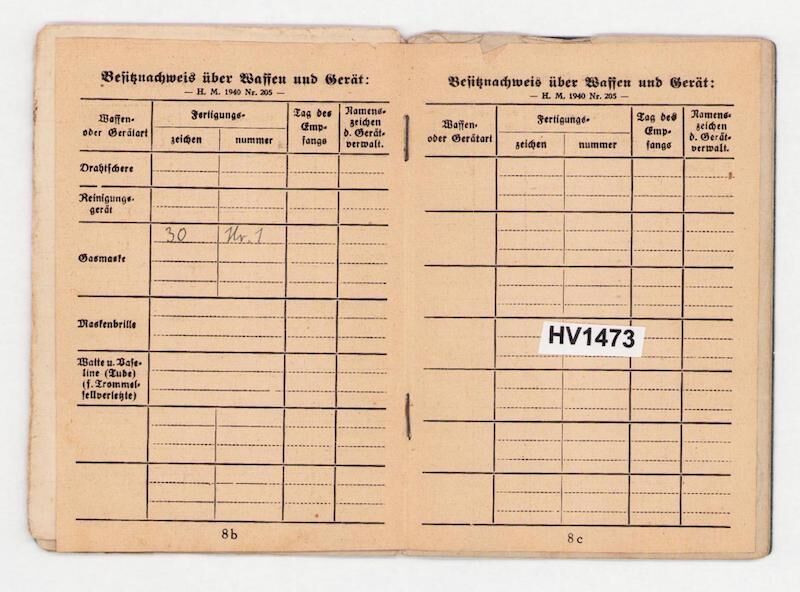 Besitznachweis über Waffen und Gerät:
— H. M. 1940 Nr. 205 —
Waffen-
oder Gerätart
Fertigungs-
zeichen
nummer
Tag des
Emp-
fangs
Namens-
zeichen
d. Gerät-
verwalt.
Drahtschere
Reinigungs-
gerät
Gasmaske
30
Nr. 1
Maskenbrille
Watte u. Vase-
line (Tube)
(f. Trommel-
fellverletzte)
8b
Besitznachweis über Waffen und Gerät:
— H. M. 1940 Nr. 205 —
Waffen-
oder Gerätart
Fertigungs-
zeichen
nummer
Tag des
Emp-
fangs
Namens-
zeichen
d. Gerät-
verwalt.
HV1473
8c